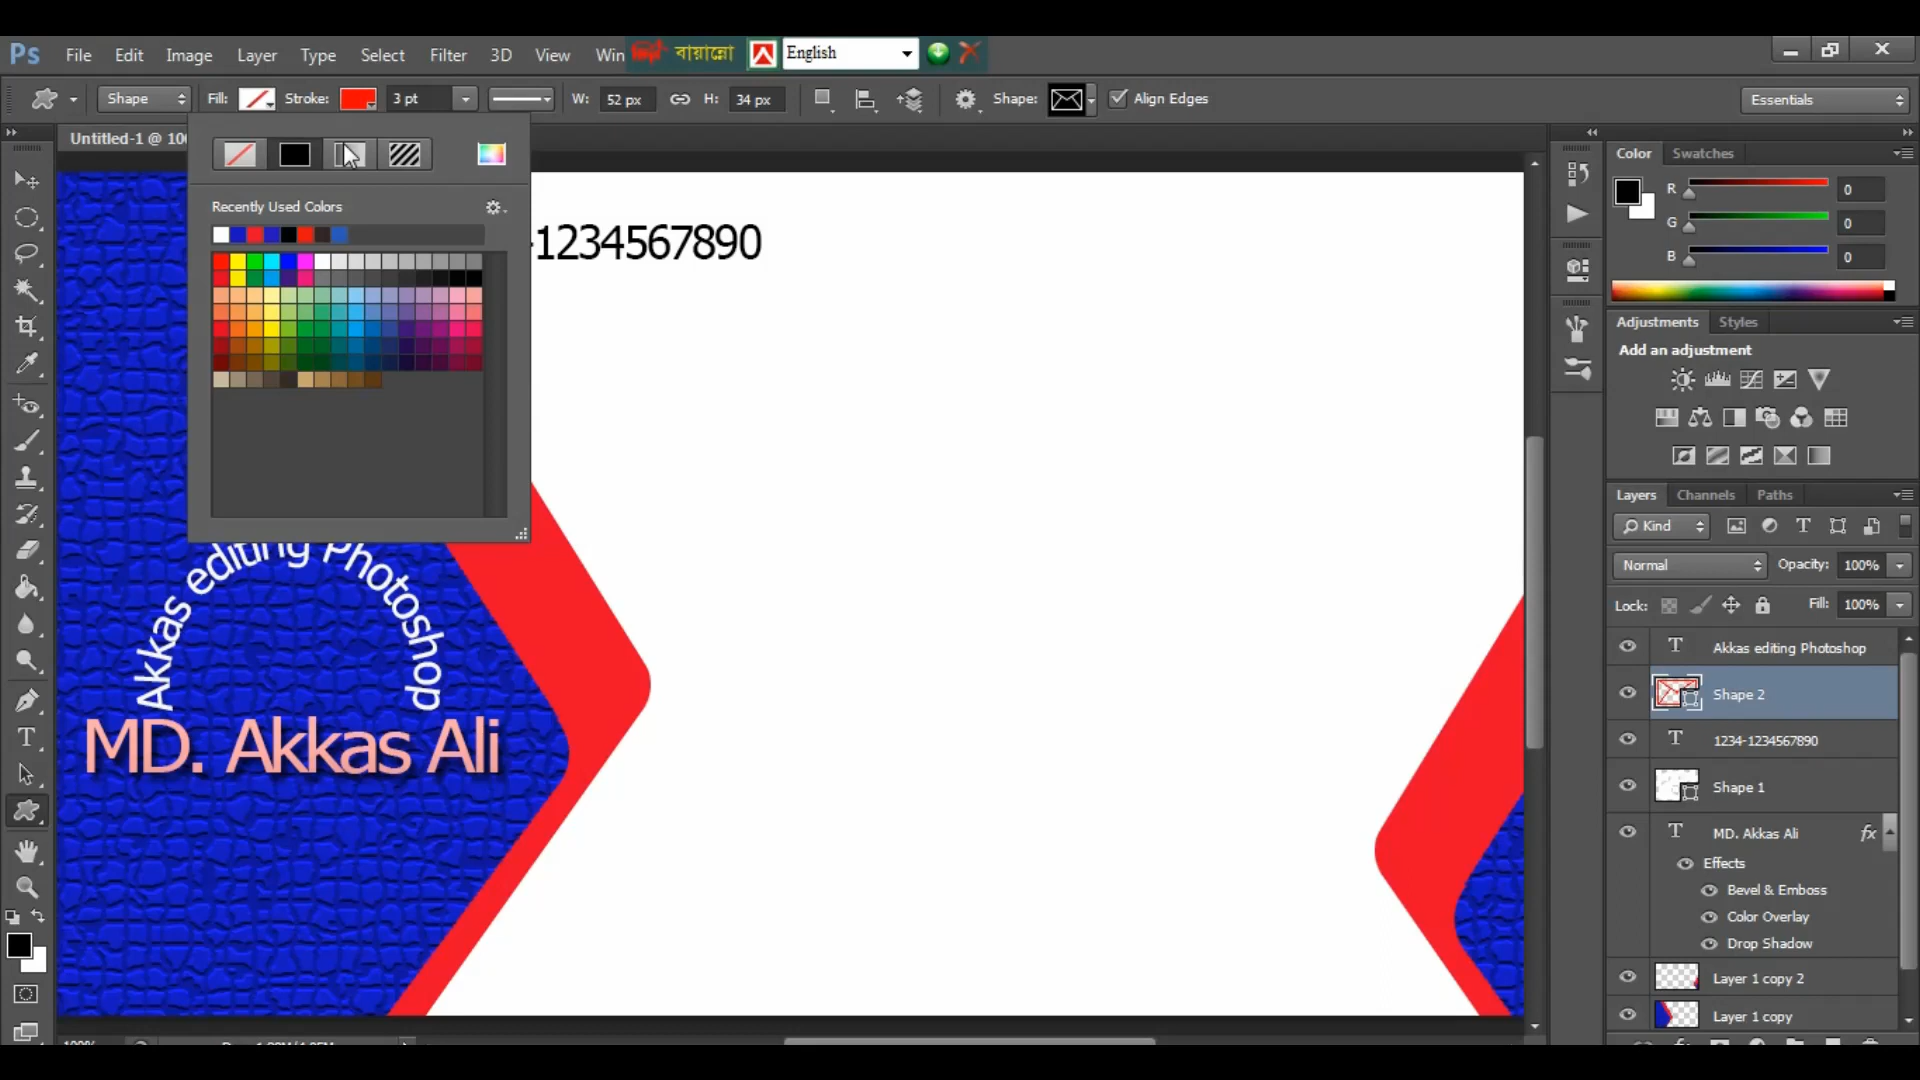 Ps File Edit Image Layer Type Select Filter 3D View Win বায়ান্নো English
Shape Fill: Stroke: 3 pt W: 52 px H: 34 px Shape: Align Edges Essentials
Untitled-1 @ 10
Recently Used Colors
-1234567890
Akkas editing Photoshop
MD. Akkas Ali
Color Swatches
R 0
G 0
B 0
Adjustments Styles
Add an adjustment
Layers Channels Paths
Kind
Normal Opacity: 100%
Lock: Fill: 100%
Akkas editing Photoshop
Shape 2
1234-1234567890
Shape 1
MD. Akkas Ali fx
Effects
Bevel & Emboss
Color Overlay
Drop Shadow
Layer 1 copy 2
Layer 1 copy